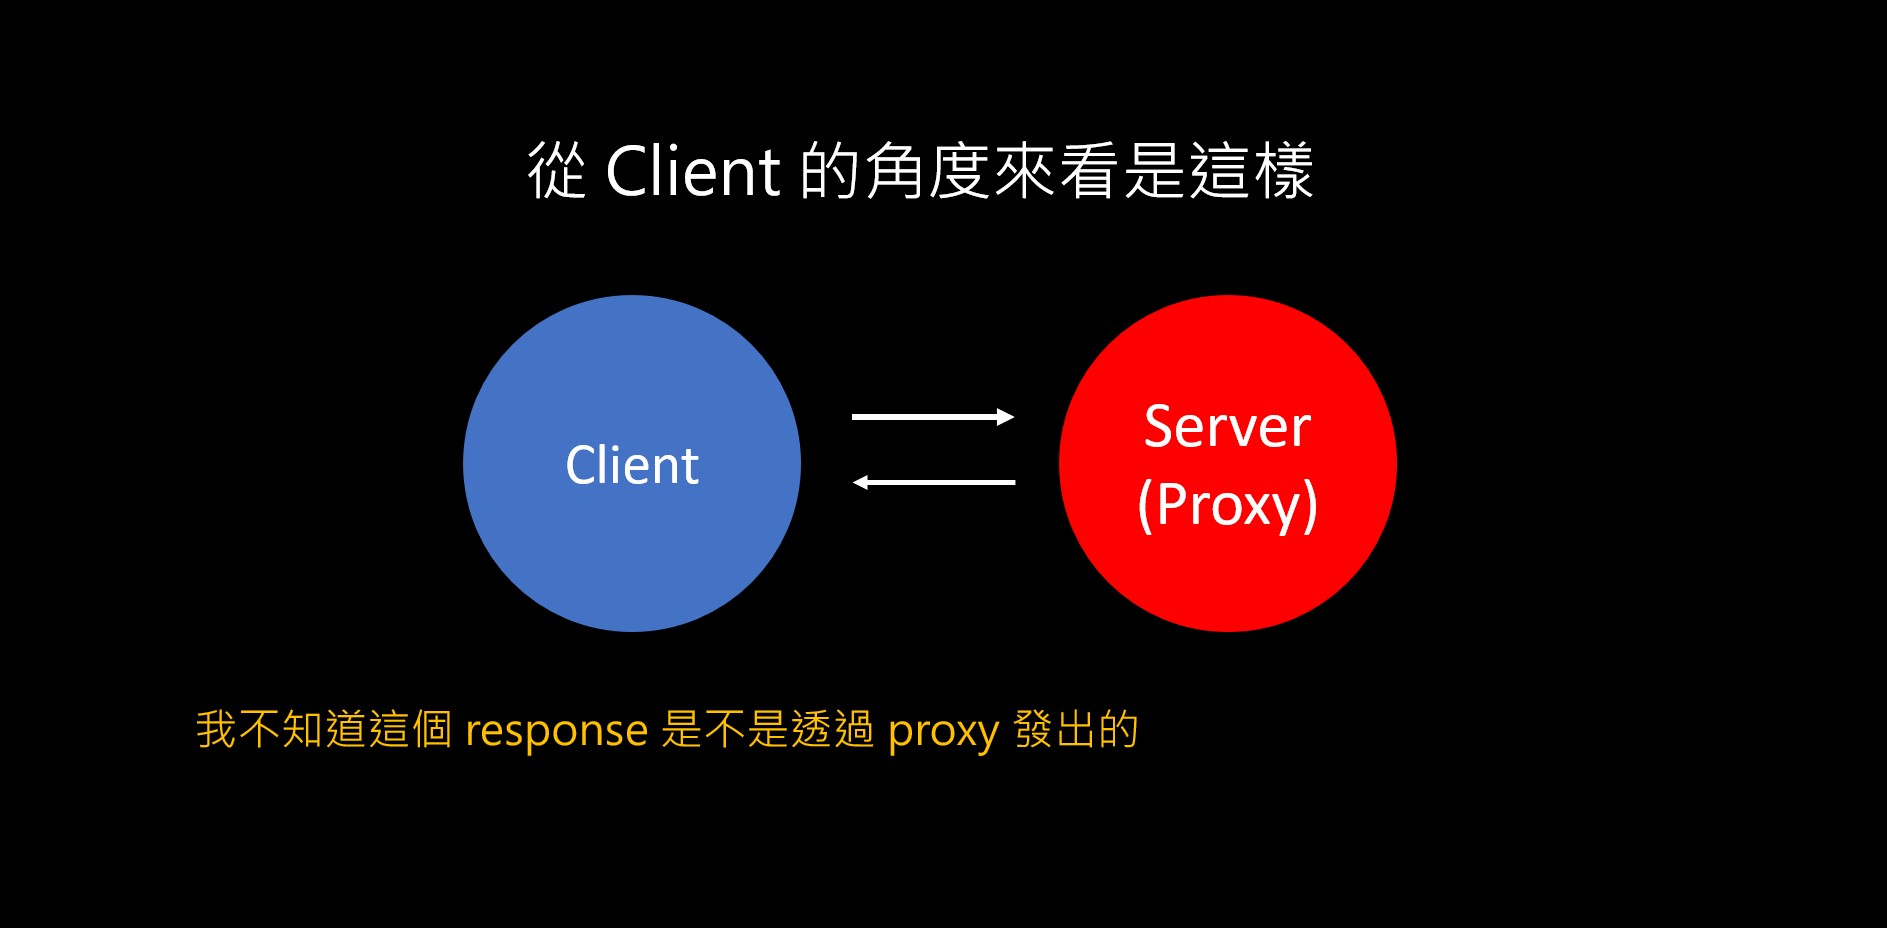 從 Client 的角度來看是這樣
Client
Server
(Proxy)
我不知道這個 response 是不是透過 proxy 發出的